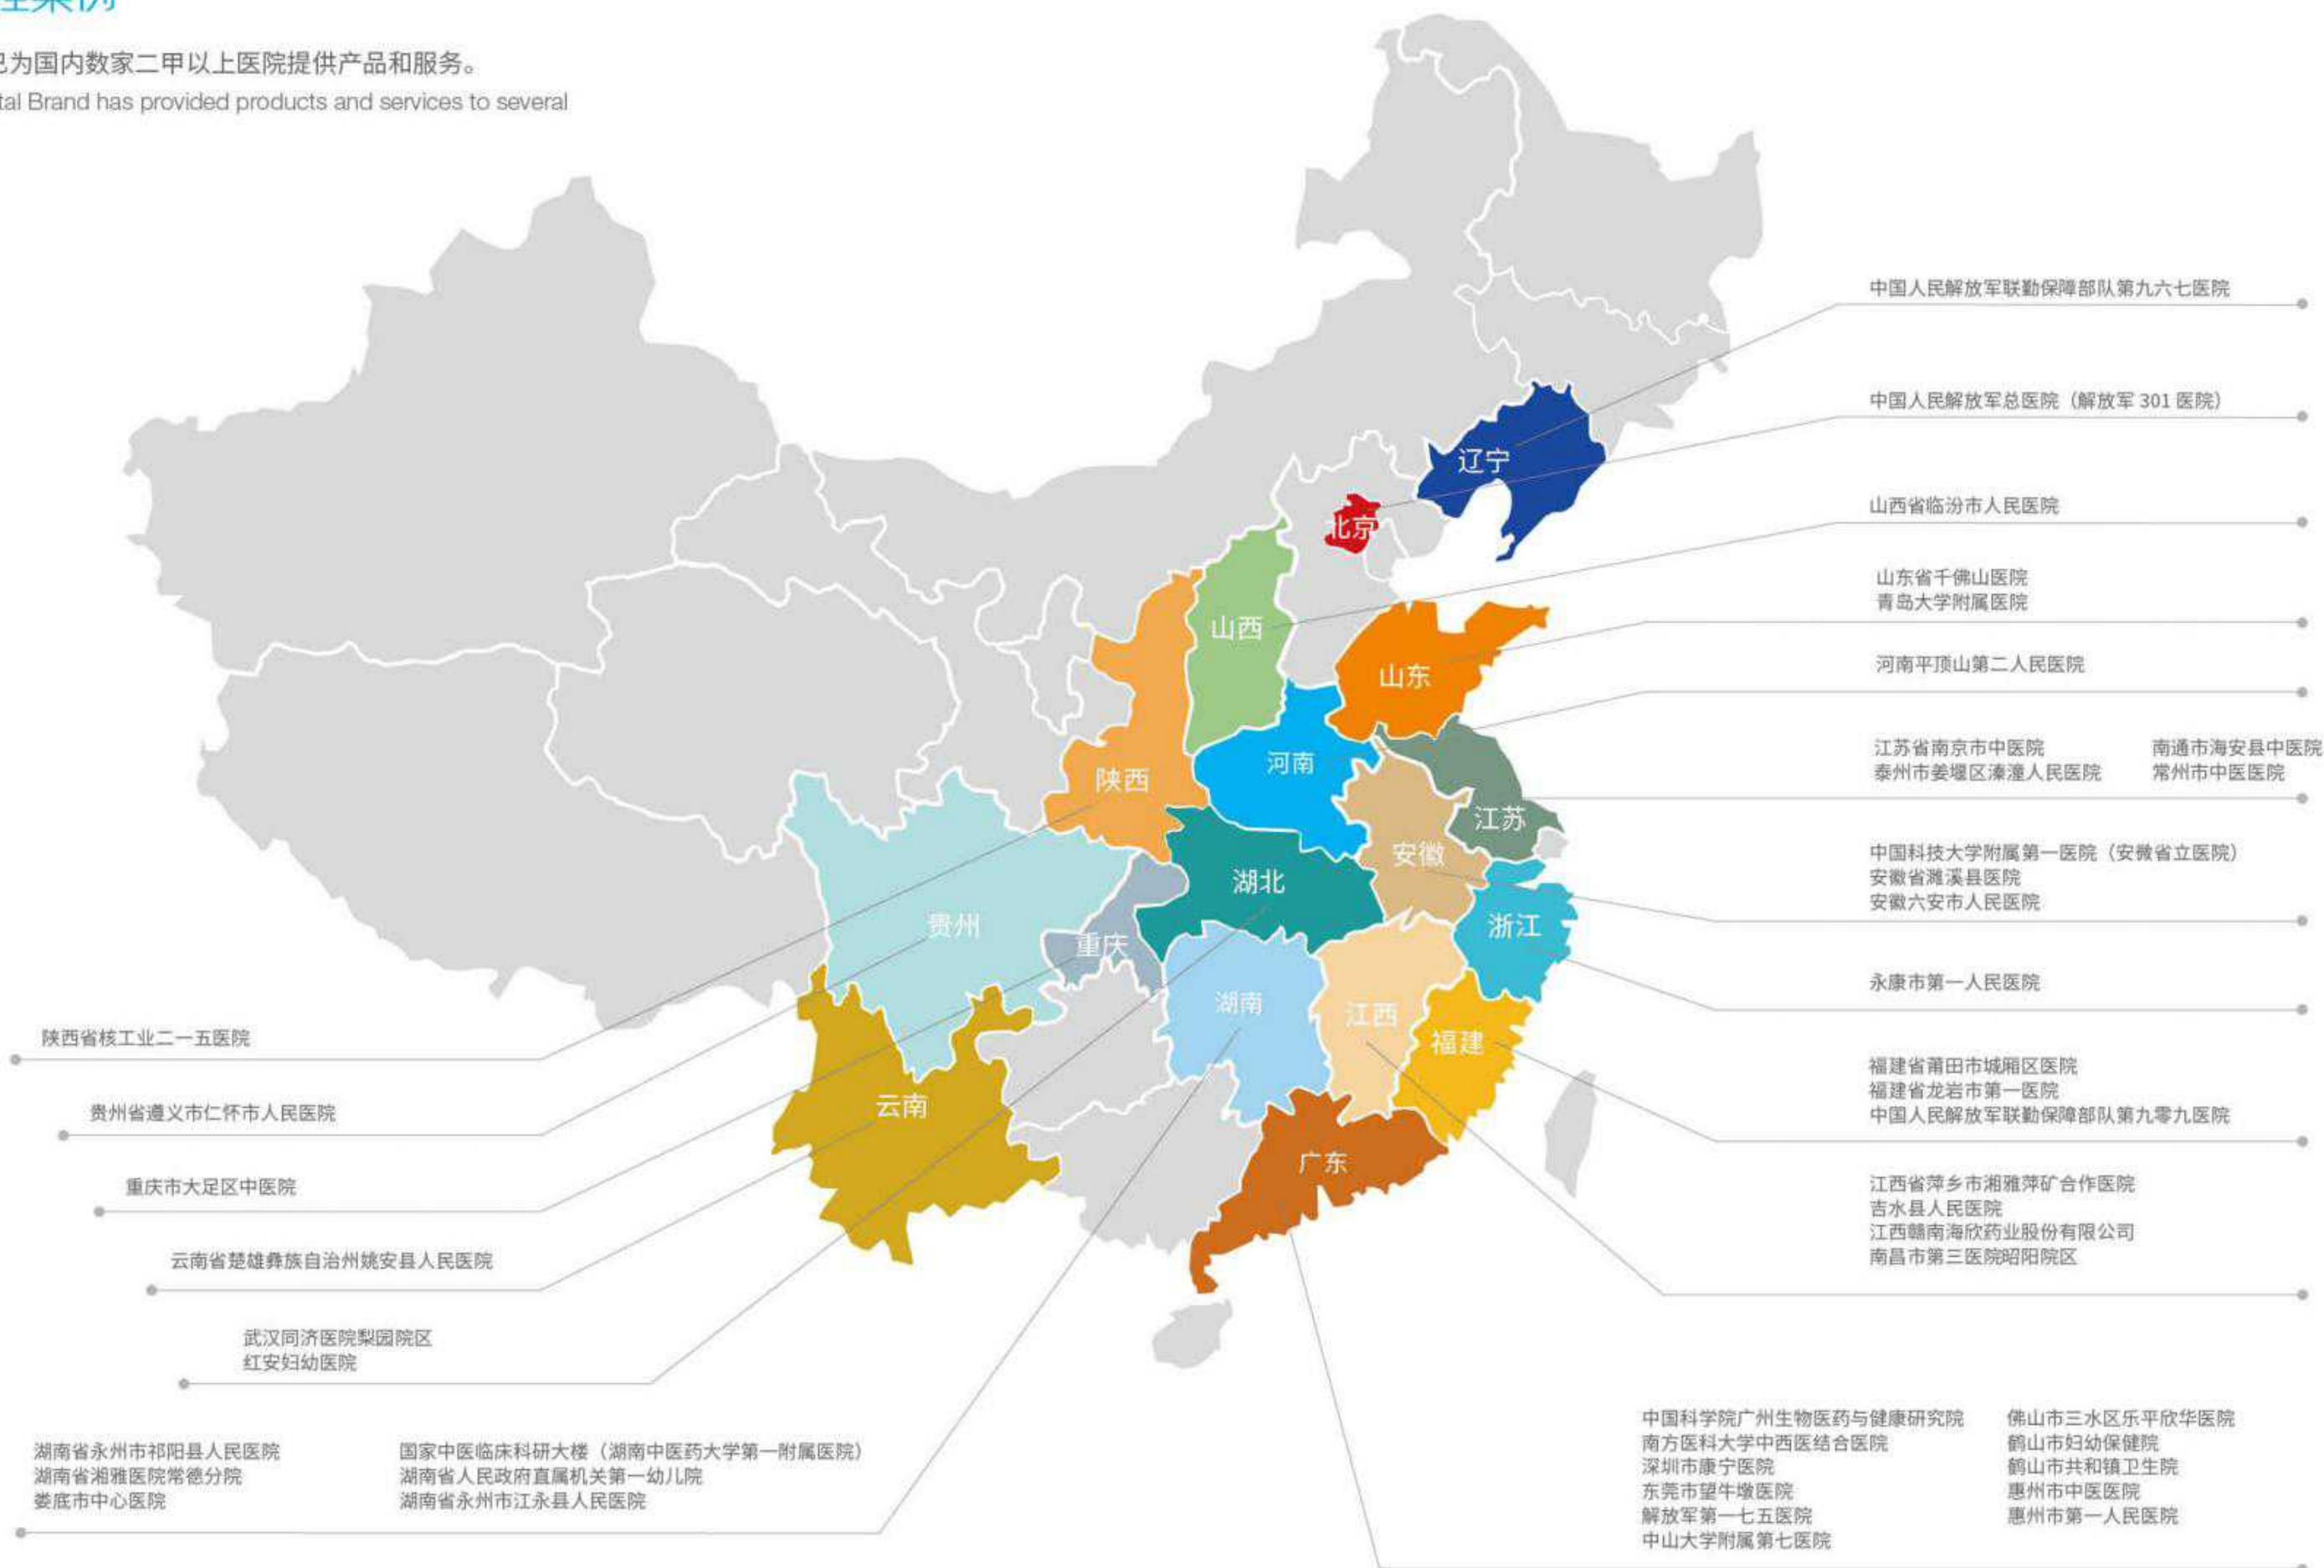 程案例
已为国内数家二甲以上医院提供产品和服务。
tal Brand has provided products and services to several
中国人民解放军联勤保障部队第九六七医院
中国人民解放军总医院（解放军 301 医院）
山西省临汾市人民医院
山东省千佛山医院
青岛大学附属医院
河南平顶山第二人民医院
江苏省南京市中医院 南通市海安县中医院
泰州市姜堰区溱潼人民医院 常州市中医医院
中国科技大学附属第一医院（安微省立医院）
安徽省濉溪县医院
安徽六安市人民医院
永康市第一人民医院
福建省莆田市城厢区医院
福建省龙岩市第一医院
中国人民解放军联勤保障部队第九零九医院
江西省萍乡市湘雅萍矿合作医院
吉水县人民医院
江西赣南海欣药业股份有限公司
南昌市第三医院昭阳院区
辽宁
北京
山西
山东
陕西
河南
江苏
安徽
湖北
贵州
重庆
浙江
湖南
江西
福建
云南
广东
陕西省核工业二一五医院
贵州省遵义市仁怀市人民医院
重庆市大足区中医院
云南省楚雄彝族自治州姚安县人民医院
武汉同济医院梨园院区
红安妇幼医院
湖南省永州市祁阳县人民医院 国家中医临床科研大楼（湖南中医药大学第一附属医院）
湖南省湘雅医院常德分院 湖南省人民政府直属机关第一幼儿院
娄底市中心医院 湖南省永州市江永县人民医院
中国科学院广州生物医药与健康研究院 佛山市三水区乐平欣华医院
南方医科大学中西医结合医院 鹤山市妇幼保健院
深圳市康宁医院 鹤山市共和镇卫生院
东莞市望牛墩医院 惠州市中医医院
解放军第一七五医院 惠州市第一人民医院
中山大学附属第七医院